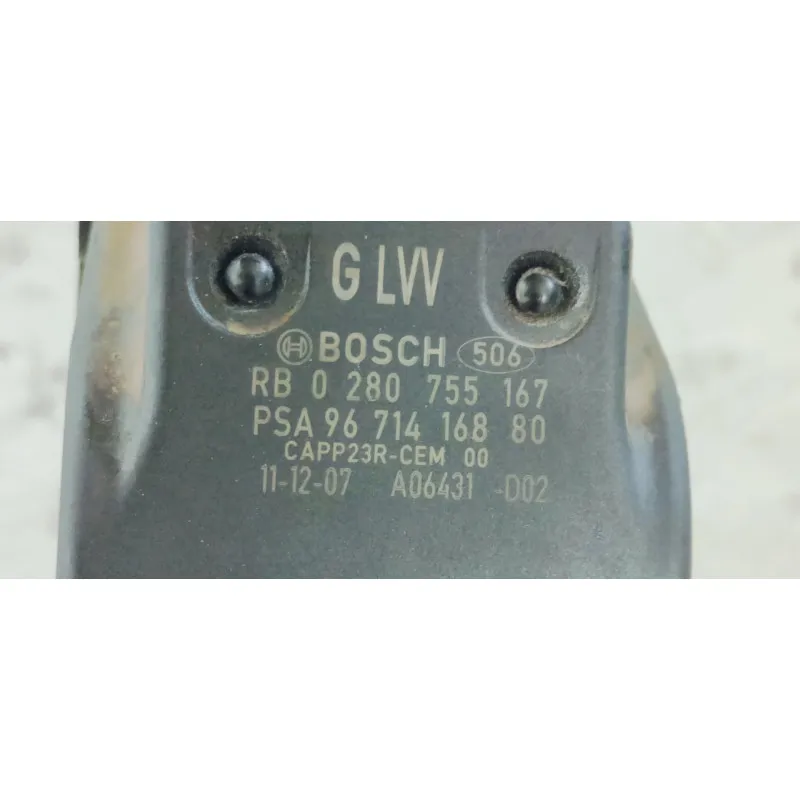 G LVV
BOSCH 506
RB 0 280 755 167
PSA 96 714 168 80
CAPP23R-CEM 00
11-12-07 A06431 -D02